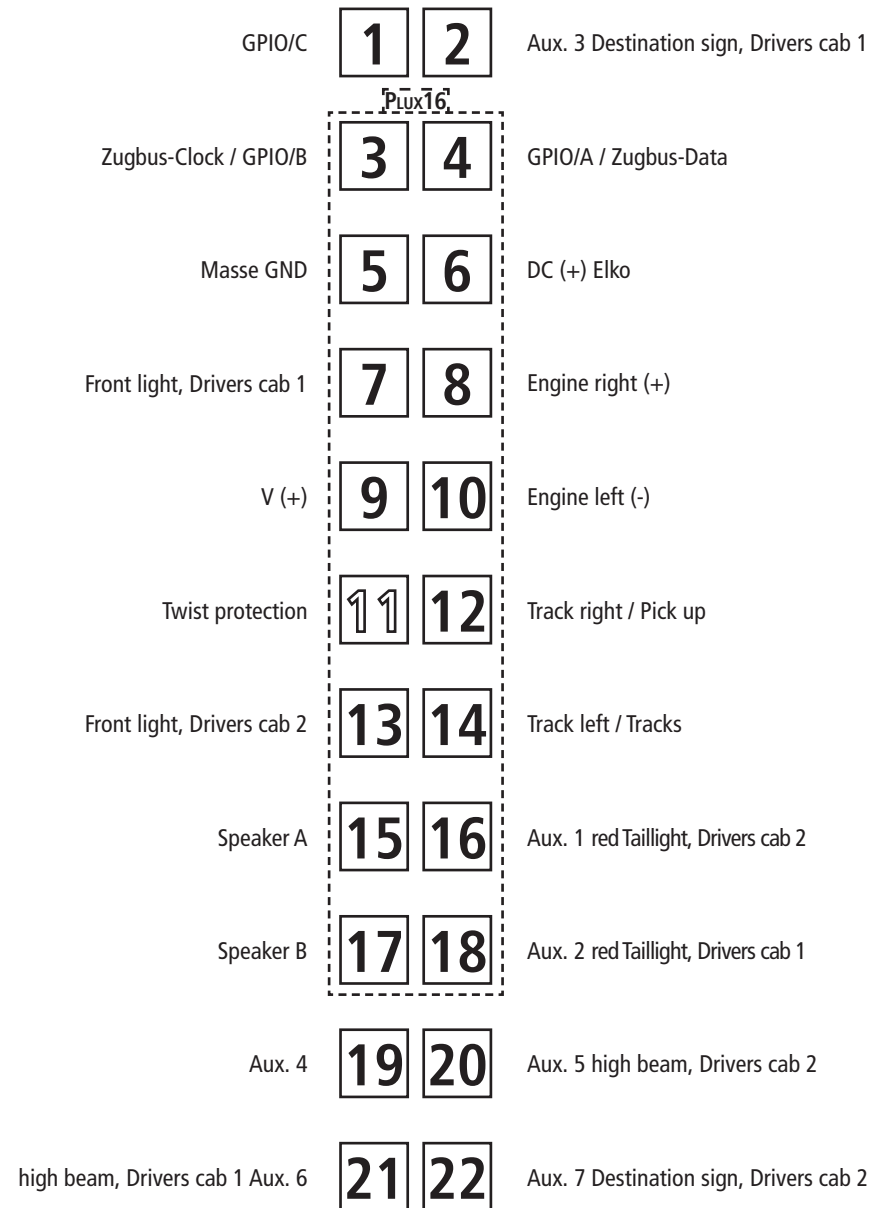 GPIO/C 1 2 Aux. 3 Destination sign, Drivers cab 1
PLUX16
Zugbus-Clock / GPIO/B 3 4 GPIO/A / Zugbus-Data
Masse GND 5 6 DC (+) Elko
Front light, Drivers cab 1 7 8 Engine right (+)
V (+) 9 10 Engine left (-)
Twist protection 11 12 Track right / Pick up
Front light, Drivers cab 2 13 14 Track left / Tracks
Speaker A 15 16 Aux. 1 red Taillight, Drivers cab 2
Speaker B 17 18 Aux. 2 red Taillight, Drivers cab 1
Aux. 4 19 20 Aux. 5 high beam, Drivers cab 2
high beam, Drivers cab 1 Aux. 6 21 22 Aux. 7 Destination sign, Drivers cab 2